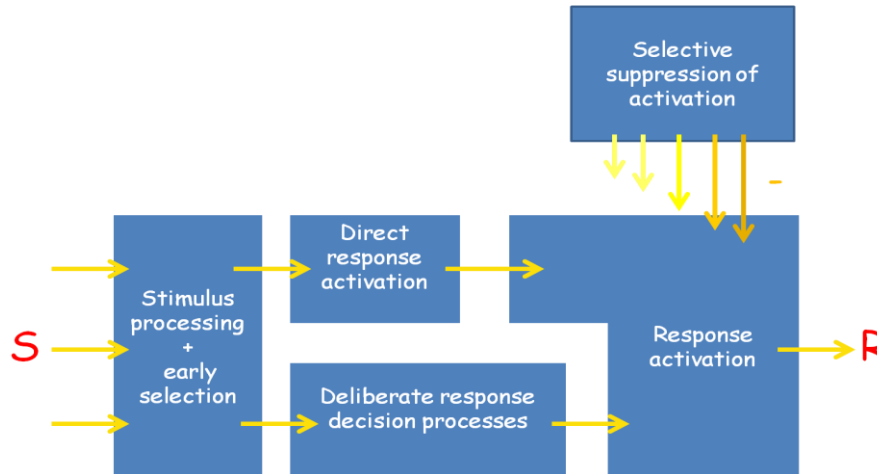 Selective
suppression of
activation
-
Direct
response
activation
S
Stimulus
processing
+
early
selection
Response
activation
R
Deliberate response
decision processes